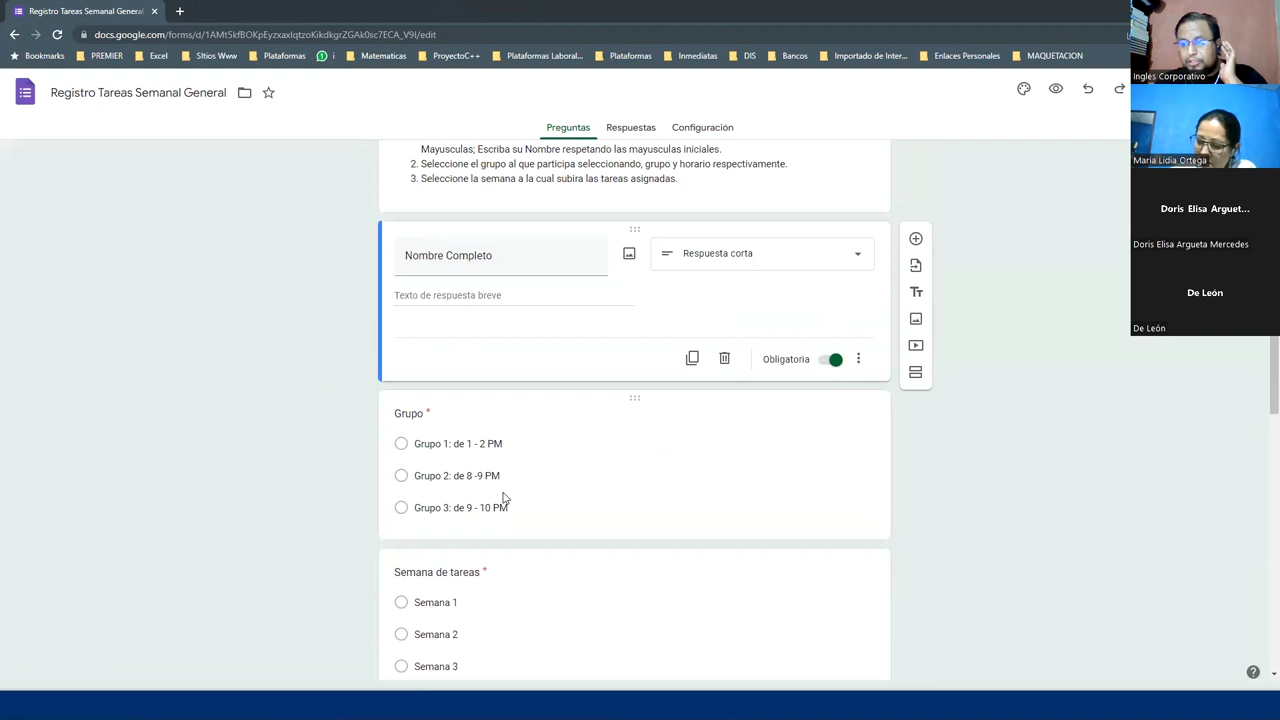 Registro Tareas Semanal General
docs.google.com/forms/d/1AMtSkfBOKpEyzxaxIqtzoKikdkgrZGAk0sc7ECA_V9I/edit
Bookmarks PREMIER Excel SItios Www Plataformas i Matematicas ProyectoC++ Plataformas Laboral... Plataformas Inmediatas DIS Bancos Importado de Inter... Enlaces Personales MAQUETACION
Registro Tareas Semanal General
Preguntas Respuestas Configuración
Mayusculas; Escriba su Nombre respetando las mayusculas iniciales.
2. Seleccione el grupo al que participa seleccionando, grupo y horario respectivamente.
3. Seleccione la semana a la cual subira las tareas asignadas.
Nombre Completo
Respuesta corta
Texto de respuesta breve
Obligatoria
Grupo *
Grupo 1: de 1 - 2 PM
Grupo 2: de 8 -9 PM
Grupo 3: de 9 - 10 PM
Semana de tareas *
Semana 1
Semana 2
Semana 3
Ingles Corporativo
Maria Lidia Ortega
Doris Elisa Arguet...
Doris Elisa Argueta Mercedes
De León
De León